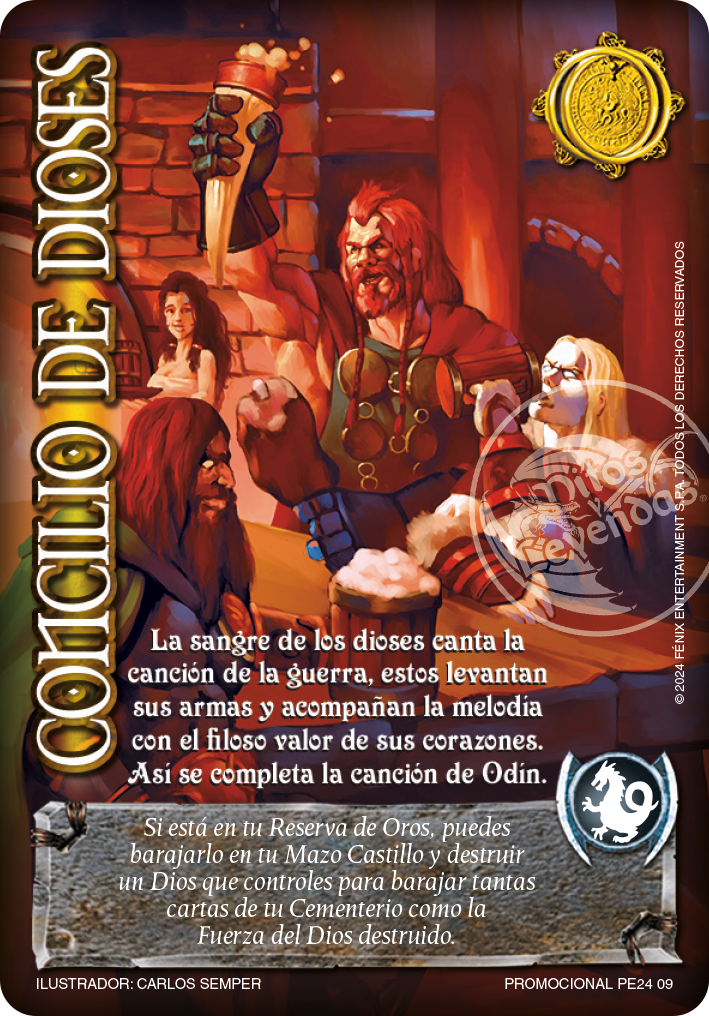 CONCILIO DE DIOSES
Mitos
y
Leyendas
®
© 2024 FÉNIX ENTERTAINMENT S.P.A. TODOS LOS DERECHOS RESERVADOS
La sangre de los dioses canta la
canción de la guerra, estos levantan
sus armas y acompañan la melodía
con el filoso valor de sus corazones.
Así se completa la canción de Odín.
Si está en tu Reserva de Oros, puedes
barajarlo en tu Mazo Castillo y destruir
un Dios que controles para barajar tantas
cartas de tu Cementerio como la
Fuerza del Dios destruido.
ILUSTRADOR: CARLOS SEMPER
PROMOCIONAL PE24 09